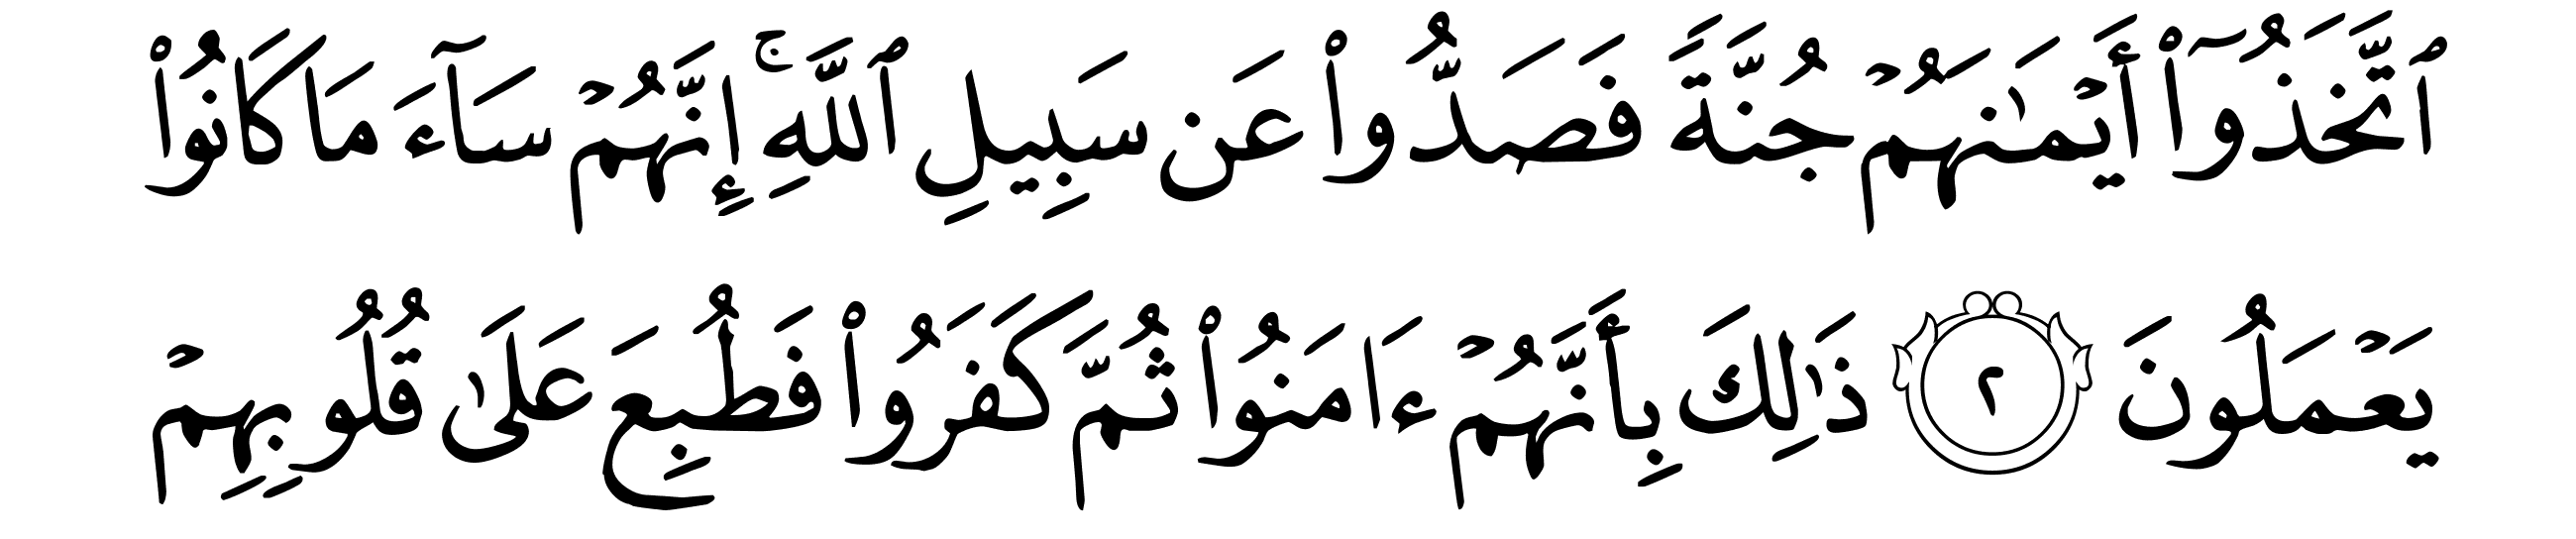 ٱتَّخَذُوٓا۟ أَيْمَـٰنَهُمْ جُنَّةًۭ فَصَدُّوا۟ عَن سَبِيلِ ٱللَّهِ ۚ إِنَّهُمْ سَآءَ مَا كَانُوا۟
يَعْمَلُونَ ٢ ذَٰلِكَ بِأَنَّهُمْ ءَامَنُوا۟ ثُمَّ كَفَرُوا۟ فَطُبِعَ عَلَىٰ قُلُوبِهِمْ